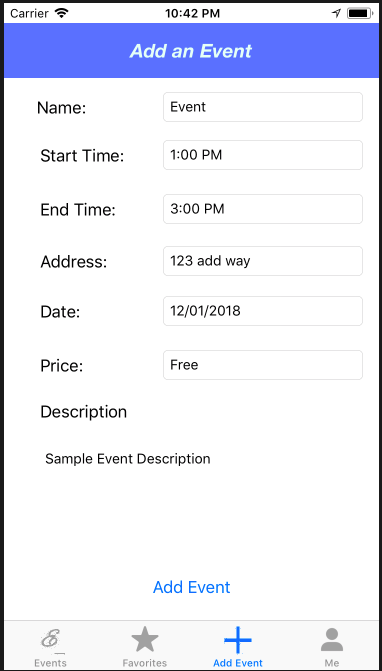 Carrier 10:42 PM
Add an Event
Name: Event
Start Time: 1:00 PM
End Time: 3:00 PM
Address: 123 add way
Date: 12/01/2018
Price: Free
Description
Sample Event Description
Add Event
Events Favorites Add Event Me